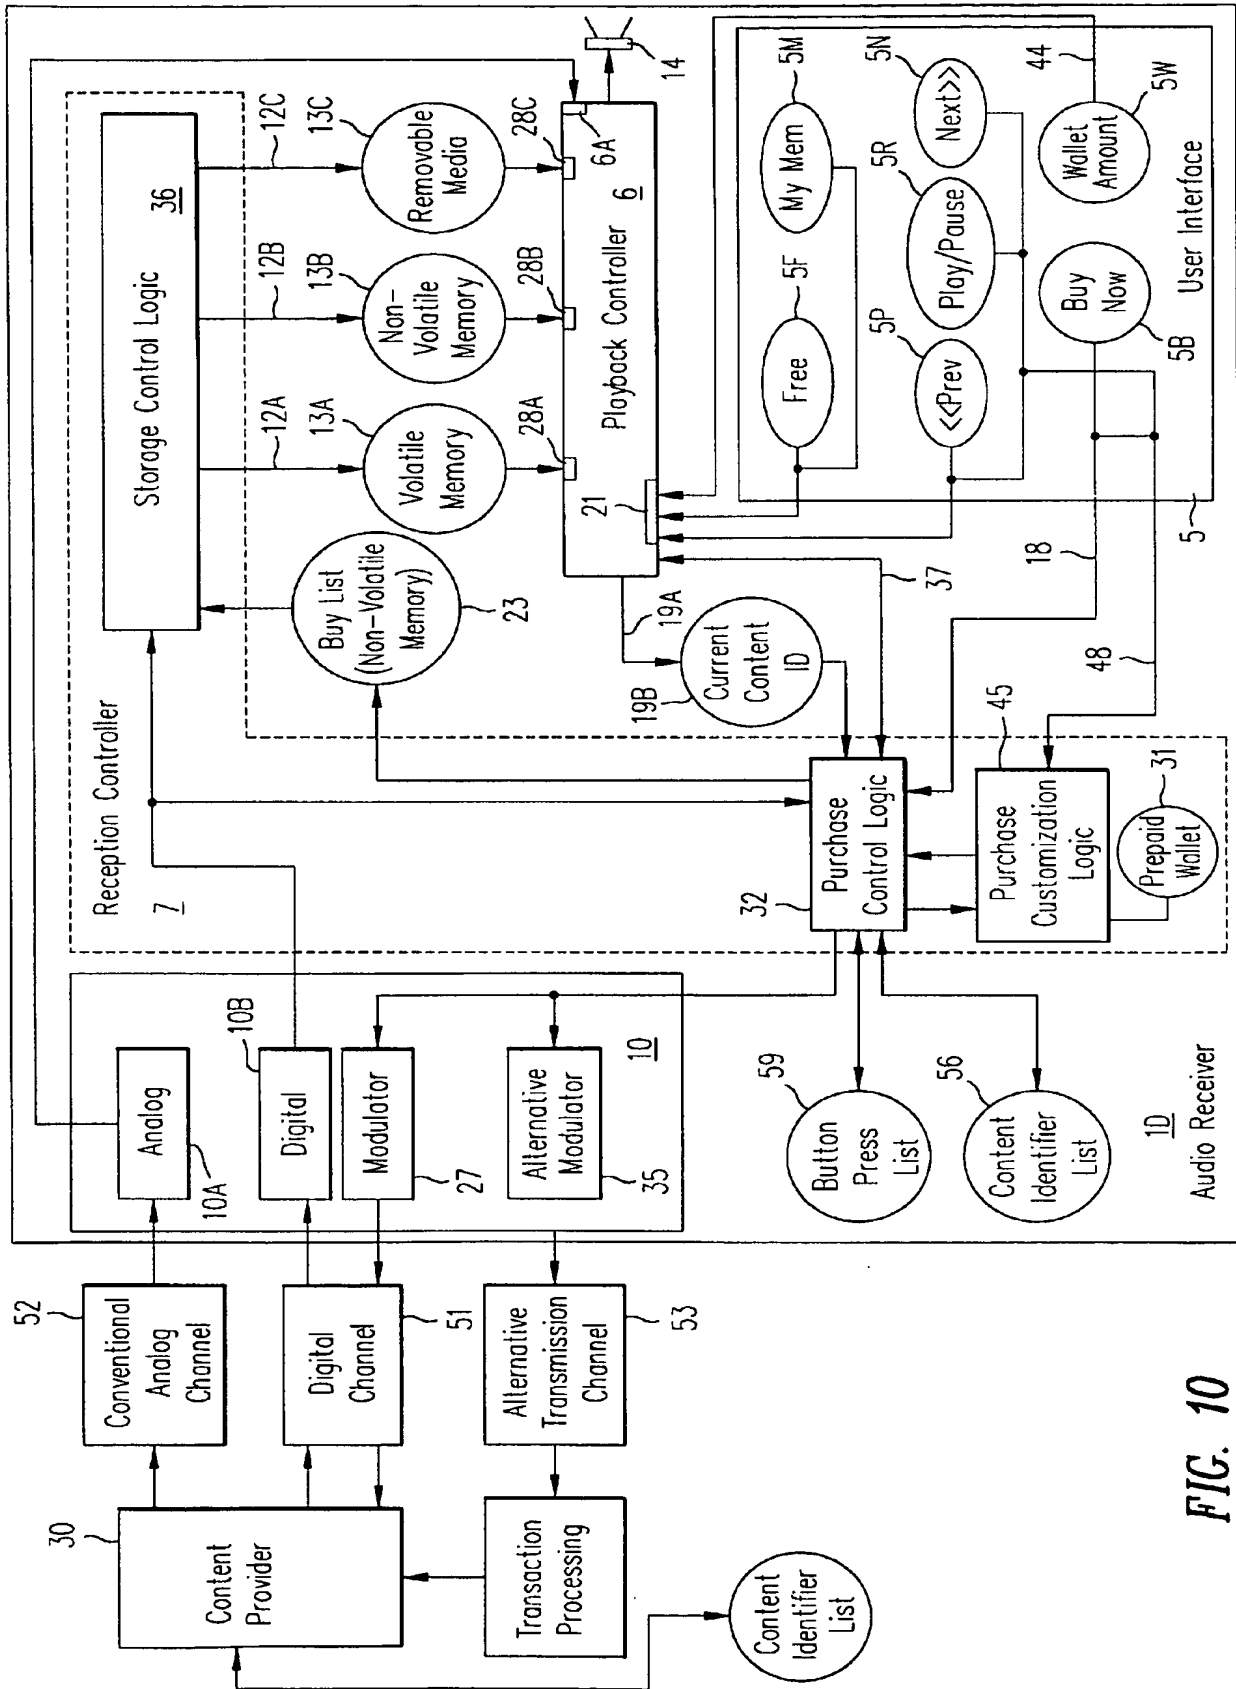 30
Content
Provider
Content
Identifier
List
Transaction
Processing
52
Conventional
Analog
Channel
Digital
Channel
51
Alternative
Transmission
Channel
53
Analog
10A
10B
Digital
Modulator
27
10
Alternative
Modulator
35
Reception Controller
7
Storage Control Logic
36
12A
12B
12C
13A
Volatile
Memory
13B
Non-
Volatile
Memory
13C
Removable
Media
Buy List
(Non-Volatile
Memory)
23
28A
28B
28C
6A
14
Playback Controller
6
21
19A
19B
Current
Content
ID
37
32
Purchase
Control Logic
45
Purchase
Customization
Logic
31
Prepaid
Wallet
59
Button
Press
List
56
Content
Identifier
List
1D
Audio Receiver
18
48
5
5F
Free
5M
My Mem
5P
<<Prev
5R
Play/Pause
5N
Next>>
Buy
Now
5B
Wallet
Amount
5W
44
User Interface
FIG. 10